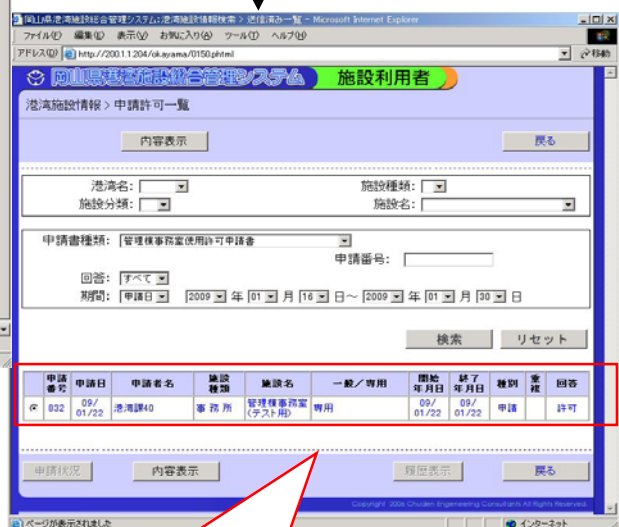 岡山県港湾施設総合管理システム:港湾施設情報検索 > 送信済み一覧 - Microsoft Internet Explorer
ファイル(F) 編集(E) 表示(V) お気に入り(A) ツール(T) ヘルプ(H)
アドレス(D) http://200.1.1.204/okayama/0150.phtml 移動
岡山県港湾施設総合管理システム 施設利用者
港湾施設情報> 申請許可一覧
内容表示 戻る
港湾名: 施設種類:
施設分類: 施設名:
申請書種類: 管理棟事務室使用許可申請書
申請番号:
回答: すべて
期間: 申請日 2009 年 01 月 16 日~ 2009 年 01 月 30 日
検索 リセット
申請番号 申請日 申請者名 施設種類 施設名 一般/専用 開始年月日 終了年月日 種別 重複 回答
032 09/01/22 港湾課40 事務所 管理棟事務室(テスト用) 専用 09/01/22 09/01/22 申請 許可
申請状況 内容表示 履歴表示 戻る
Copyright 2006 Chuden Engineering Consultants All Rights Reserved.
ページが表示されました インターネット